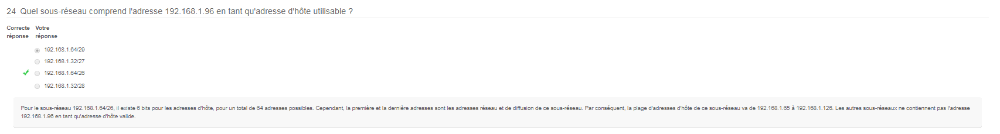 24 Quel sous-réseau comprend l'adresse 192.168.1.96 en tant qu'adresse d'hôte utilisable ?
Correcte Votre
réponse réponse
192.168.1.64/29
192.168.1.32/27
192.168.1.64/26
192.168.1.32/28
Pour le sous-réseau 192.168.1.64/26, il existe 6 bits pour les adresses d'hôte, pour un total de 64 adresses possibles. Cependant, la première et la dernière adresses sont les adresses réseau et de diffusion de ce sous-réseau. Par conséquent, la plage d'adresses d'hôte de ce sous-réseau va de 192.168.1.65 à 192.168.1.126. Les autres sous-réseaux ne contiennent pas l'adresse
192.168.1.96 en tant qu'adresse d'hôte valide.